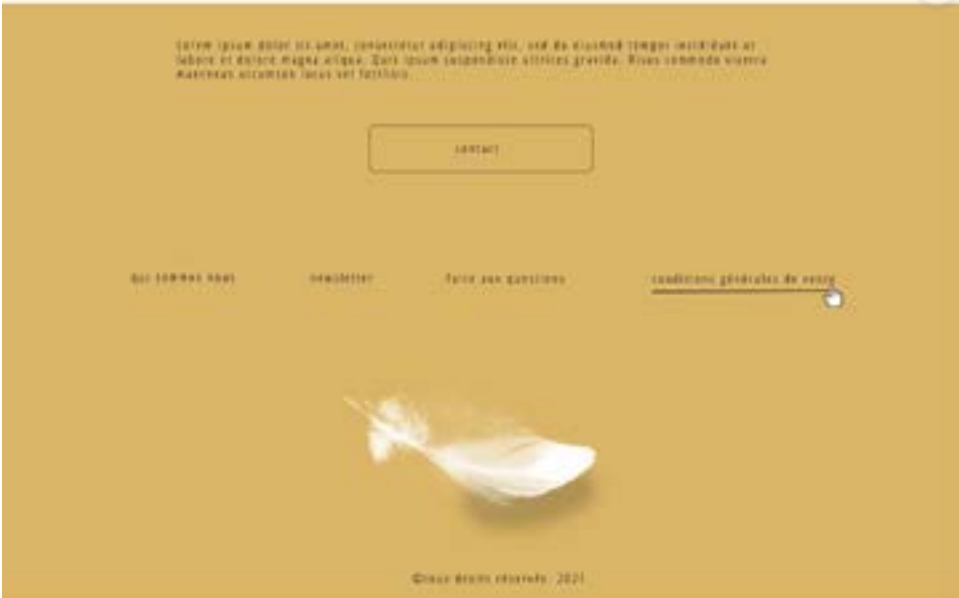 Lorem ipsum dolor sit amet, consectetur adipiscing elit, sed do eiusmod tempor incididunt ut
labore et dolore magna aliqua. Quis ipsum suspendisse ultrices gravida. Risus commodo viverra
maecenas accumsan lacus vel facilisis.
contact
qui sommes nous
newsletter
foire aux questions
conditions générales de vente
©tous droits réservés. 2021